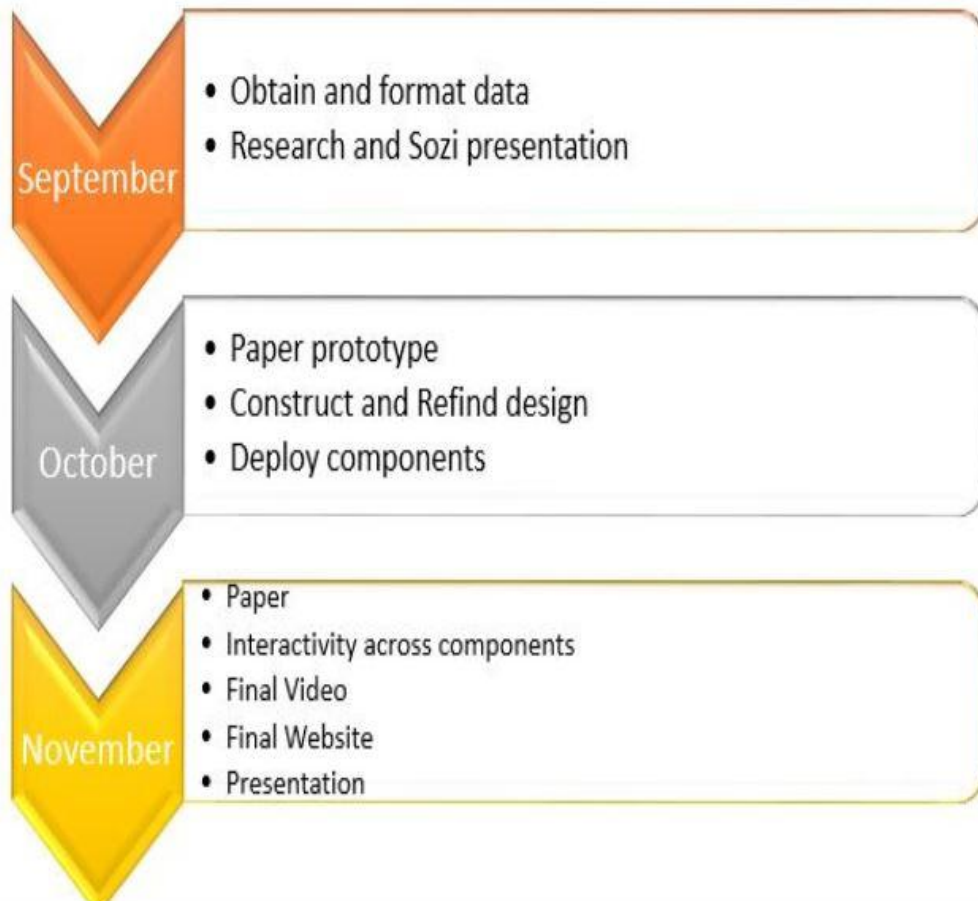 September
• Obtain and format data
• Research and Sozi presentation
October
• Paper prototype
• Construct and Refind design
• Deploy components
November
• Paper
• Interactivity across components
• Final Video
• Final Website
• Presentation